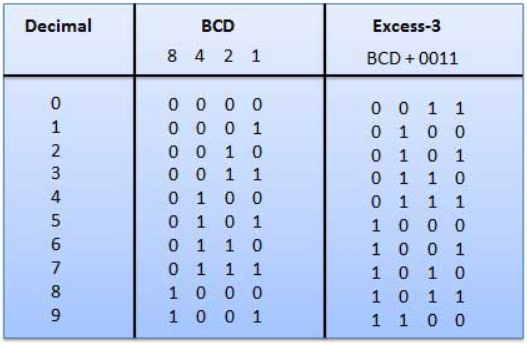 Decimal BCD Excess-3
8 4 2 1 BCD + 0011
0 0 0 0 0 0 0 1 1
1 0 0 0 1 0 1 0 0
2 0 0 1 0 0 1 0 1
3 0 0 1 1 0 1 1 0
4 0 1 0 0 0 1 1 1
5 0 1 0 1 1 0 0 0
6 0 1 1 0 1 0 0 1
7 0 1 1 1 1 0 1 0
8 1 0 0 0 1 0 1 1
9 1 0 0 1 1 1 0 0